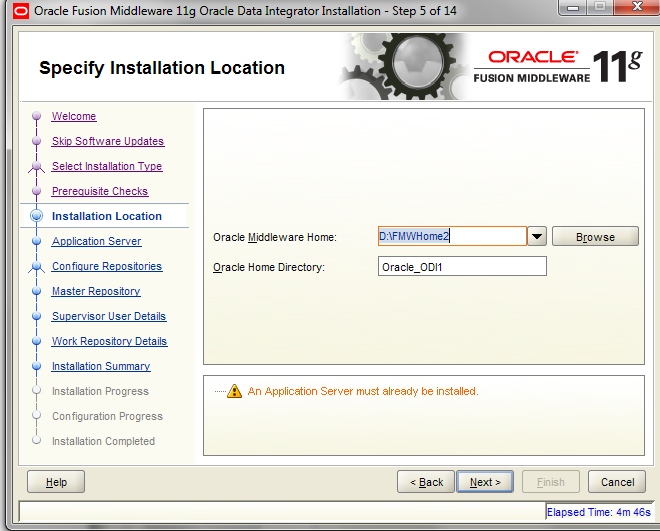 Oracle Fusion Middleware 11g Oracle Data Integrator Installation - Step 5 of 14
Specify Installation Location
ORACLE
FUSION MIDDLEWARE 11g
Welcome
Skip Software Updates
Select Installation Type
Prerequisite Checks
Installation Location
Application Server
Configure Repositories
Master Repository
Supervisor User Details
Work Repository Details
Installation Summary
Installation Progress
Configuration Progress
Installation Completed
Oracle Middleware Home: D:\FMWHome2 Browse
Oracle Home Directory: Oracle_ODI1
An Application Server must already be installed.
Help < Back Next > Finish Cancel
Elapsed Time: 4m 46s